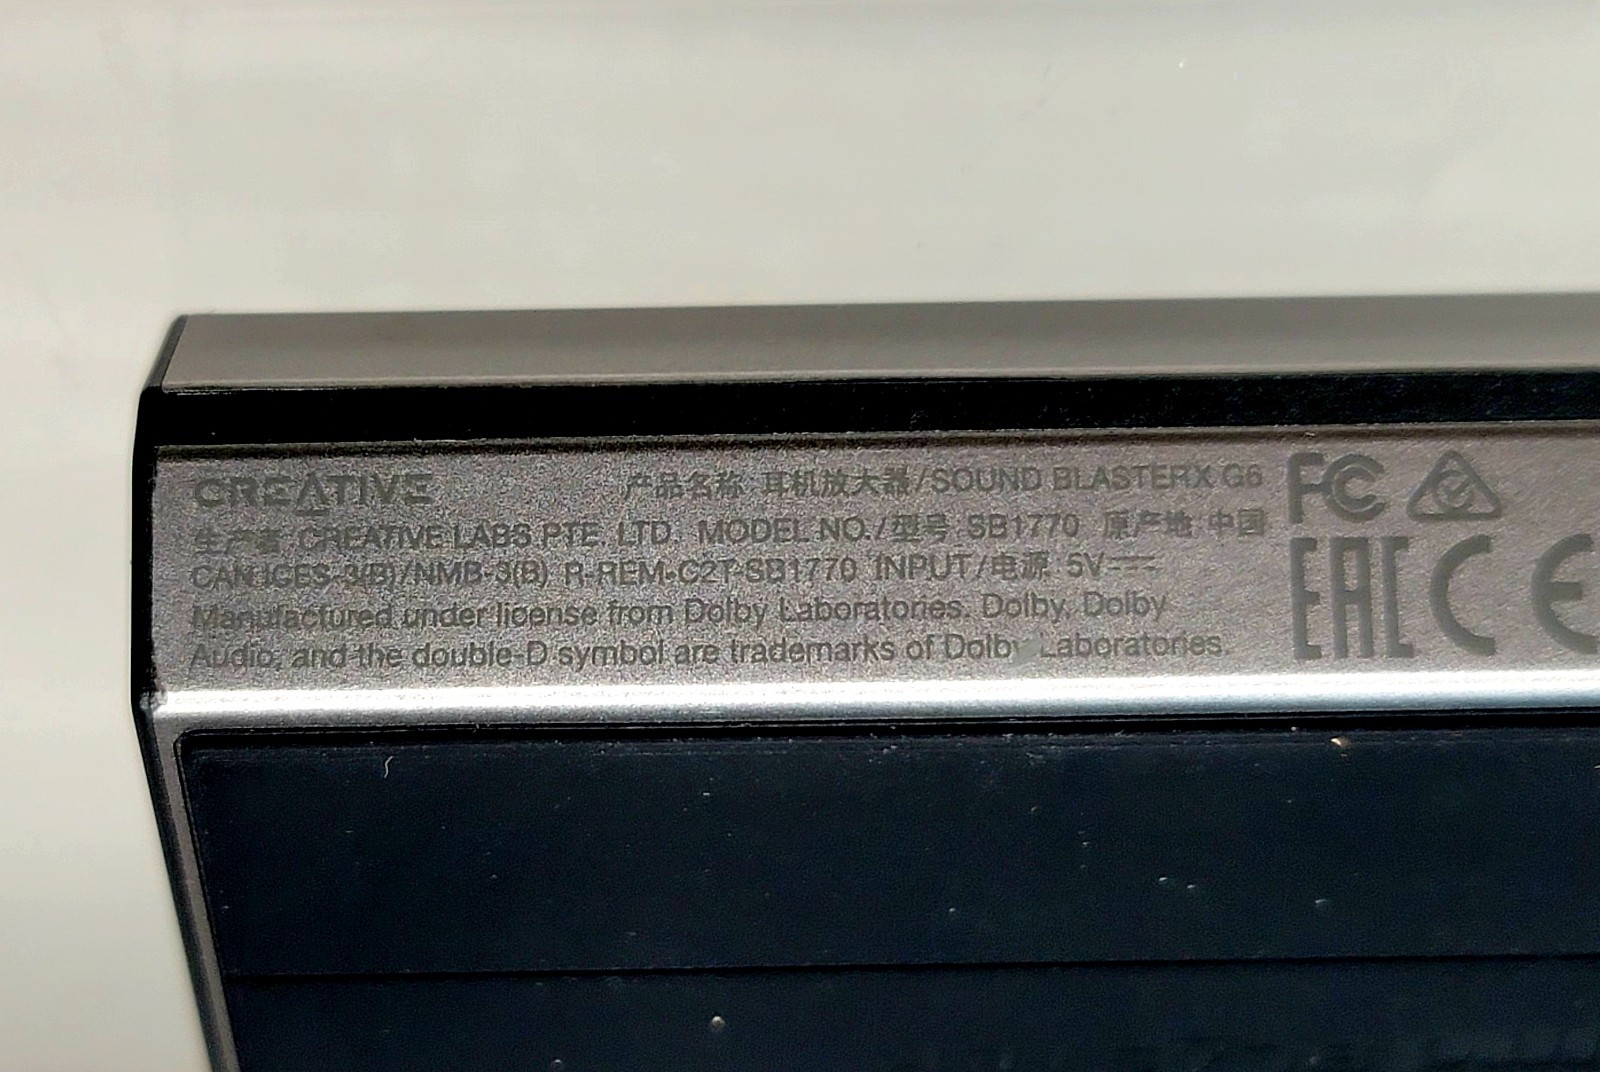 CREATIVE 产品名称 耳机放大器/SOUND BLASTERX G6
生产者 CREATIVE LABS PTE. LTD. MODEL NO./型号 SB1770 原产地 中国
CAN ICES-3(B)/NMB-3(B) R-REM-C2T-SB1770 INPUT/电源 5V⎓
Manufactured under license from Dolby Laboratories. Dolby, Dolby
Audio, and the double-D symbol are trademarks of Dolby Laboratories.
FC
EAC CE